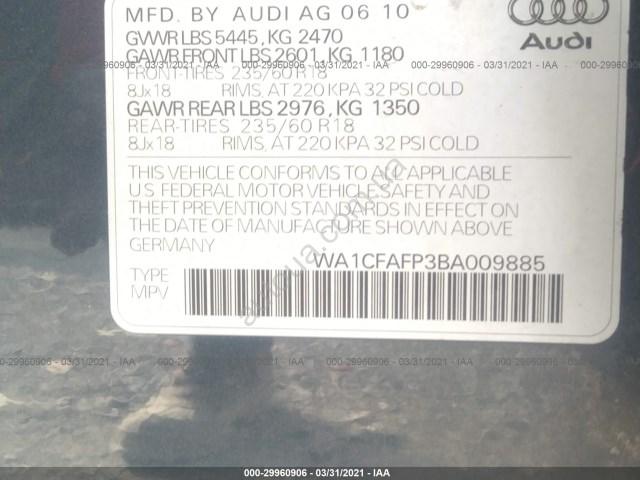 MFD. BY AUDI AG 06 10
GVWR LBS 5445, KG 2470
GAWR FRONT LBS 2601 KG 1180
000-29960906 - 03/31/2021 - IAA
FRONT-TIRES 235/60 R18
8Jx18 RIMS, AT 220 KPA 32 PSI COLD
GAWR REAR LBS 2976, KG 1350
REAR-TIRES 235/60 R18
8Jx18 RIMS, AT 220 KPA 32 PSI COLD
Audi
THIS VEHICLE CONFORMS TO ALL APPLICABLE
U.S. FEDERAL MOTOR VEHICLE SAFETY AND
THEFT PREVENTION STANDARDS IN EFFECT ON
THE DATE OF MANUFACTURE SHOWN ABOVE
GERMANY
WA1CFAFP3BA009885
TYPE
MPV
000-29960906 - 03/31/2021 - IAA
000-29960906 - 03/31/2021 - IAA